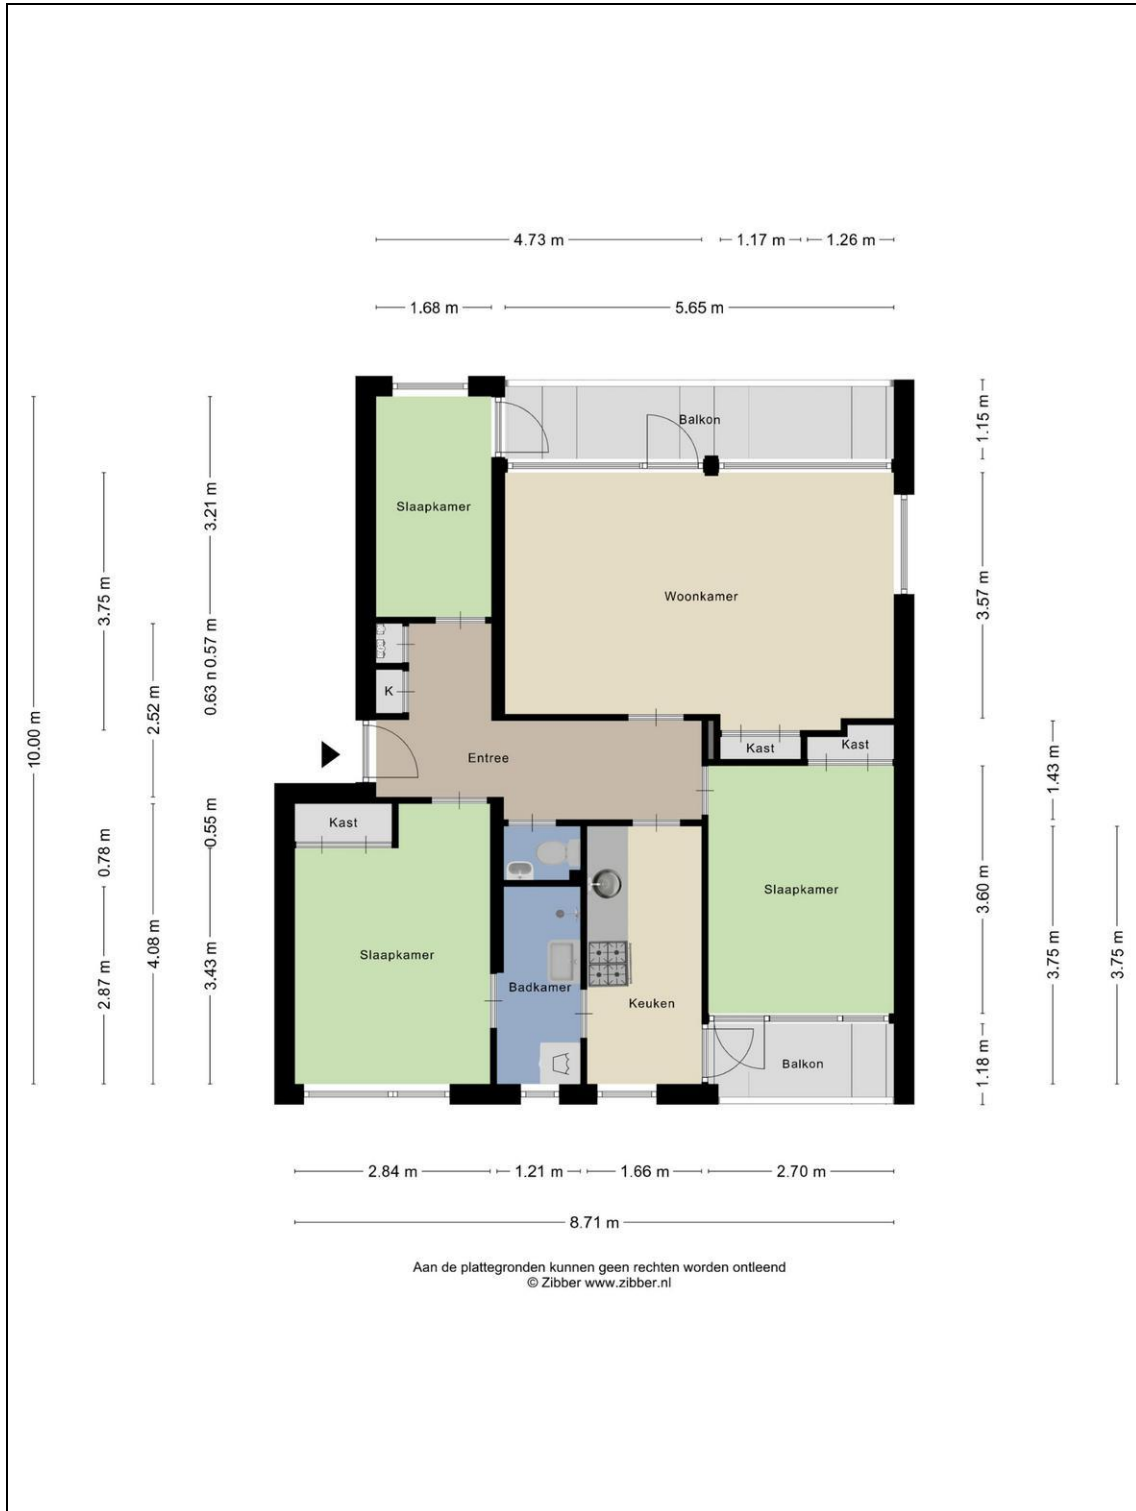 4.73 m
1.17 m
1.26 m
1.68 m
5.65 m
10.00 m
3.75 m
0.78 m
2.87 m
2.52 m
4.08 m
3.21 m
0.63 n 0.57 m
0.55 m
3.43 m
Balkon
Slaapkamer
Woonkamer
K
Entree
Kast
Kast
Kast
Slaapkamer
Slaapkamer
Badkamer
Keuken
Balkon
1.15 m
3.57 m
3.60 m
1.18 m
1.43 m
3.75 m
3.75 m
2.84 m
1.21 m
1.66 m
2.70 m
8.71 m
Aan de plattegronden kunnen geen rechten worden ontleend
© Zibber www.zibber.nl